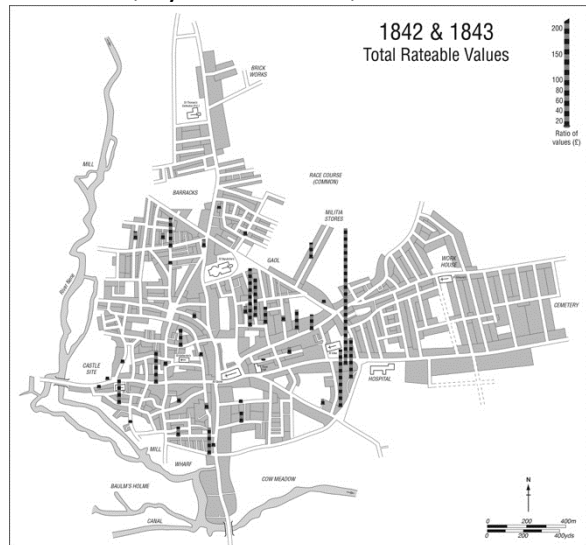 1842 & 1843
Total Rateable Values
200
150
100
80
60
40
20
Ratio of
values (£)
BRICK
WORKS
MILL
RACE COURSE
(COMMON)
BARRACKS
MILITIA
STORES
GAOL
WORK
HOUSE
River Nene
CEMETERY
CASTLE
SITE
HOSPITAL
MILL
WHARF
BAULM'S HOLME
COW MEADOW
CANAL
N
0 200 400m
0 200 400yds